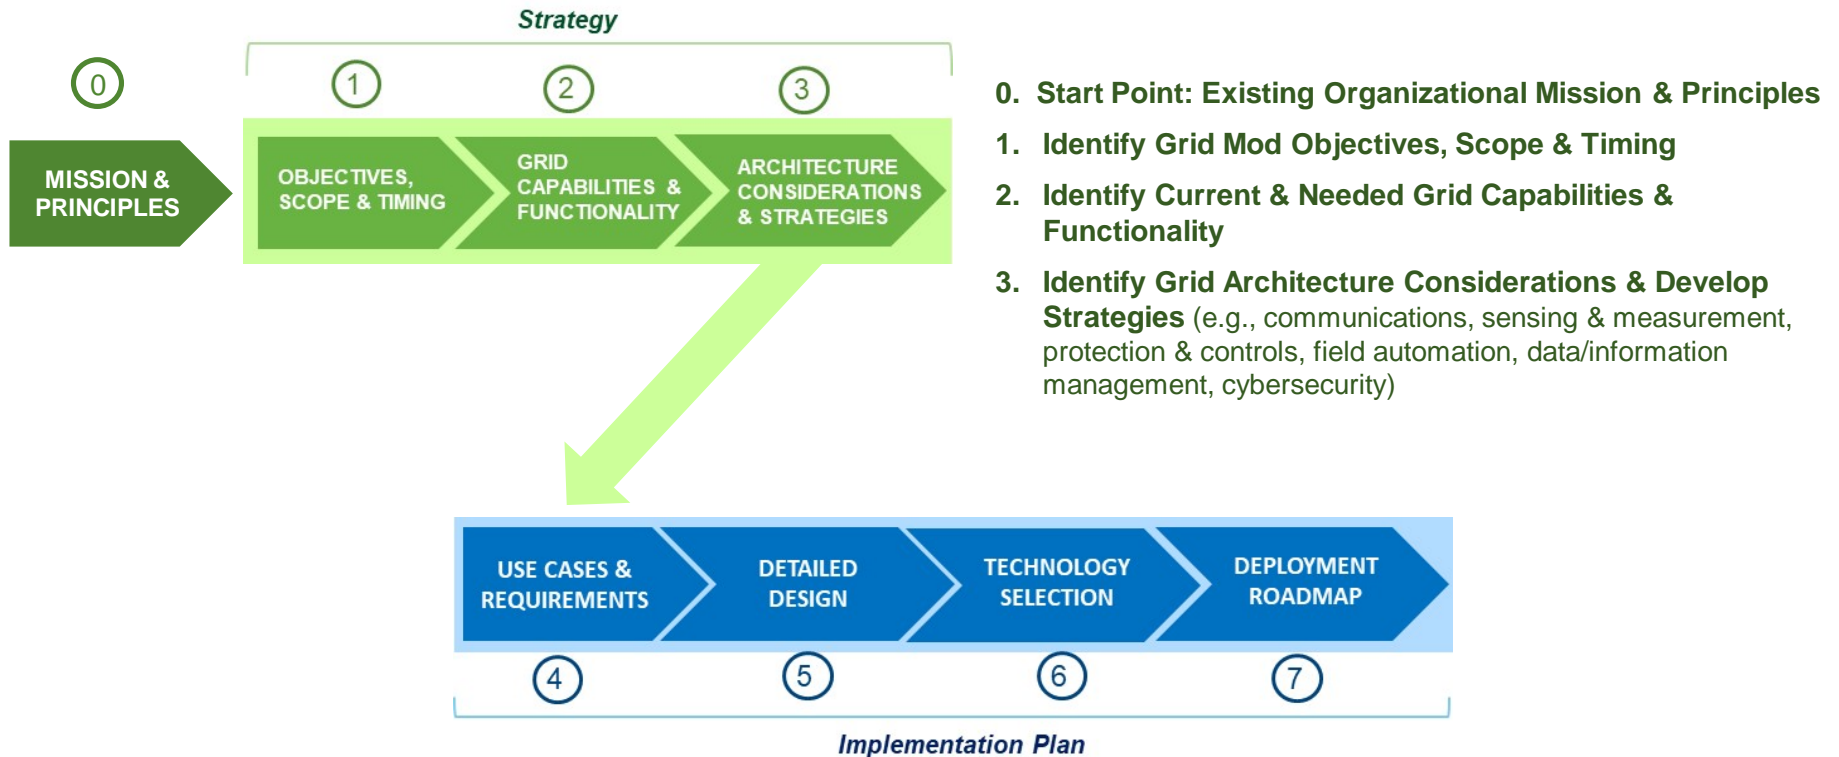 Strategy
0
1
2
3
MISSION &
PRINCIPLES
OBJECTIVES,
SCOPE & TIMING
GRID
CAPABILITIES &
FUNCTIONALITY
ARCHITECTURE
CONSIDERATIONS
& STRATEGIES
0. Start Point: Existing Organizational Mission & Principles
1. Identify Grid Mod Objectives, Scope & Timing
2. Identify Current & Needed Grid Capabilities &
Functionality
3. Identify Grid Architecture Considerations & Develop
Strategies (e.g., communications, sensing & measurement,
protection & controls, field automation, data/information
management, cybersecurity)
USE CASES &
REQUIREMENTS
DETAILED
DESIGN
TECHNOLOGY
SELECTION
DEPLOYMENT
ROADMAP
4
5
6
7
Implementation Plan